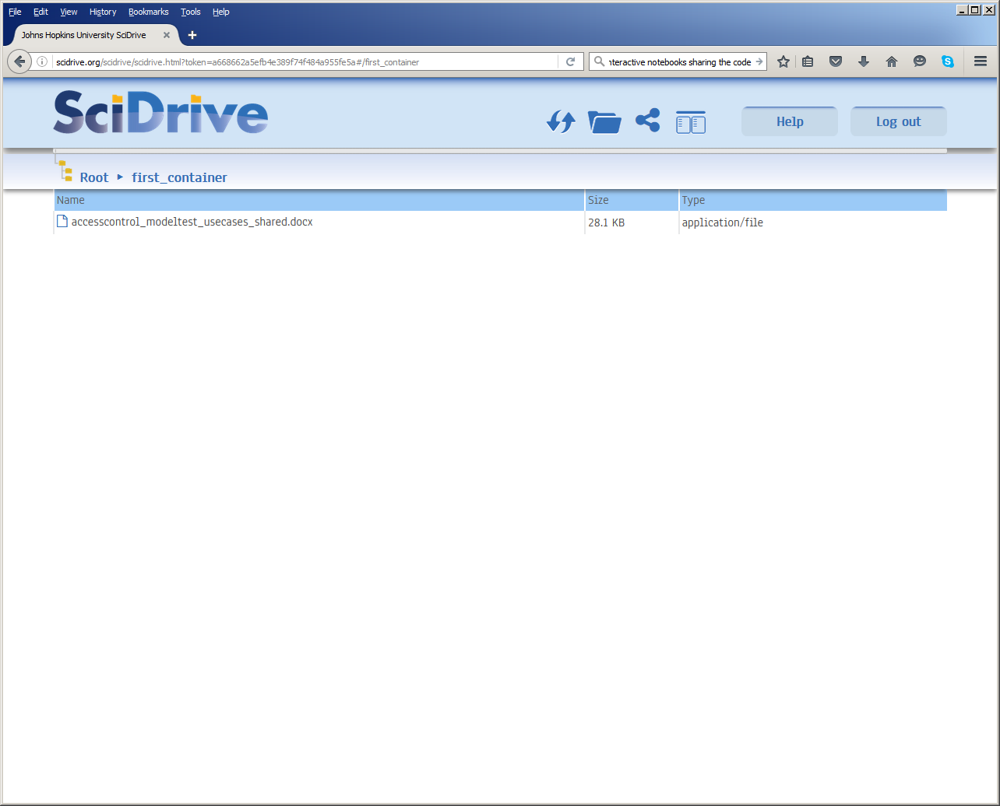 File Edit View History Bookmarks Tools Help
Johns Hopkins University SciDrive
scidrive.org/scidrive/scidrive.html?token=a668662a5efb4e389f74f484a955fe5a#/first_container
nteractive notebooks sharing the code
SciDrive
Help
Log out
Root first_container
Name Size Type
accesscontrol_modeltest_usecases_shared.docx 28.1 KB application/file